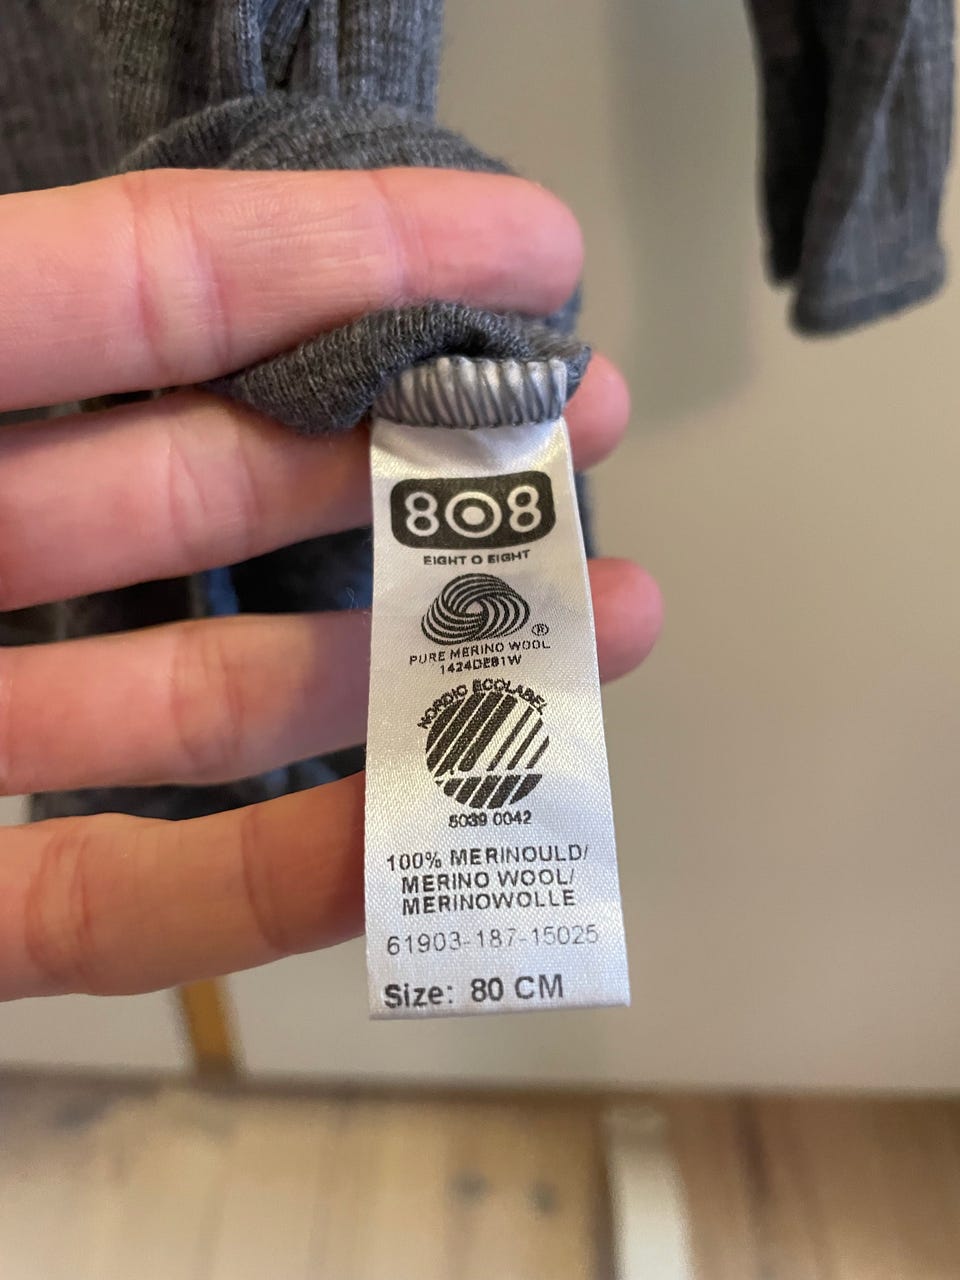 808
EIGHT O EIGHT
®
PURE MERINO WOOL
1424DE81W
NORDIC ECOLABEL
5039 0042
100% MERINOULD/
MERINO WOOL/
MERINOWOLLE
61903-187-15025
Size: 80 CM